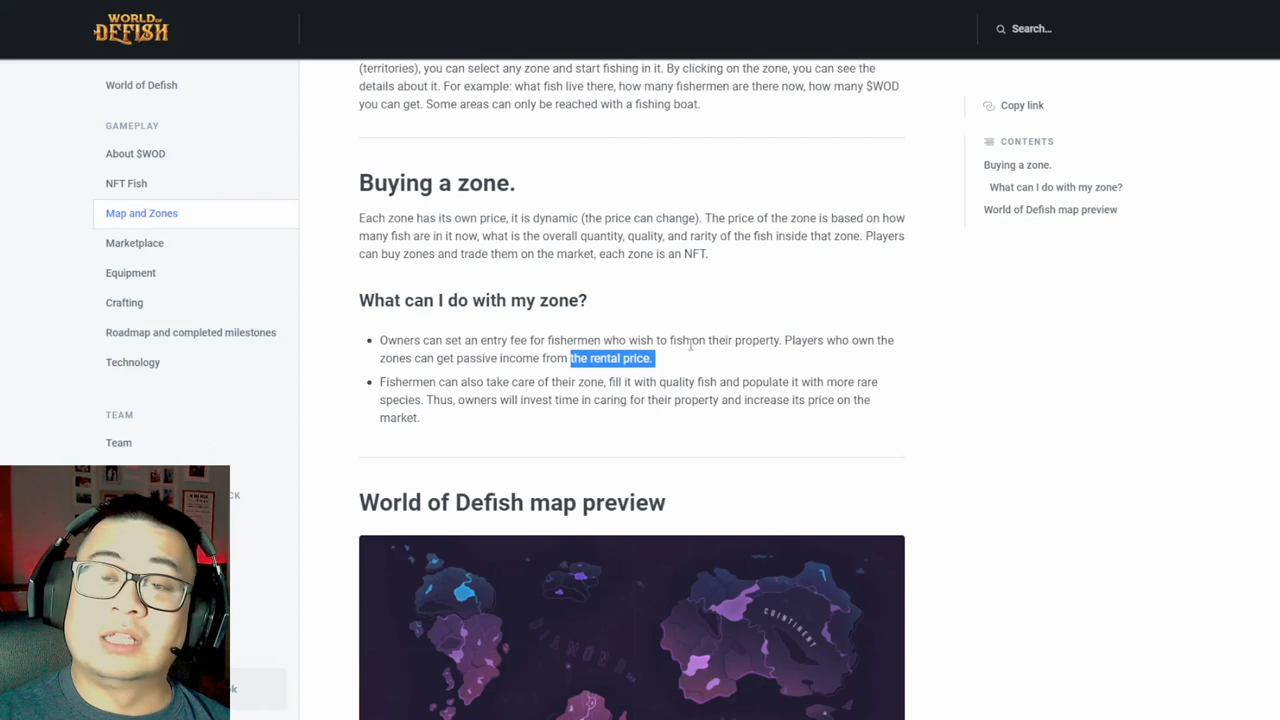 WORLD OF
DEFISH
Search...
World of Defish
GAMEPLAY
About $WOD
NFT Fish
Map and Zones
Marketplace
Equipment
Crafting
Roadmap and completed milestones
Technology
TEAM
Team
CK
k
(territories), you can select any zone and start fishing in it. By clicking on the zone, you can see the
details about it. For example: what fish live there, how many fishermen are there now, how many $WOD
you can get. Some areas can only be reached with a fishing boat.
Buying a zone.
Each zone has its own price, it is dynamic (the price can change). The price of the zone is based on how
many fish are in it now, what is the overall quantity, quality, and rarity of the fish inside that zone. Players
can buy zones and trade them on the market, each zone is an NFT.
What can I do with my zone?
• Owners can set an entry fee for fishermen who wish to fish on their property. Players who own the
zones can get passive income from the rental price.
• Fishermen can also take care of their zone, fill it with quality fish and populate it with more rare
species. Thus, owners will invest time in caring for their property and increase its price on the
market.
World of Defish map preview
COINTINENT
Copy link
CONTENTS
Buying a zone.
What can I do with my zone?
World of Defish map preview